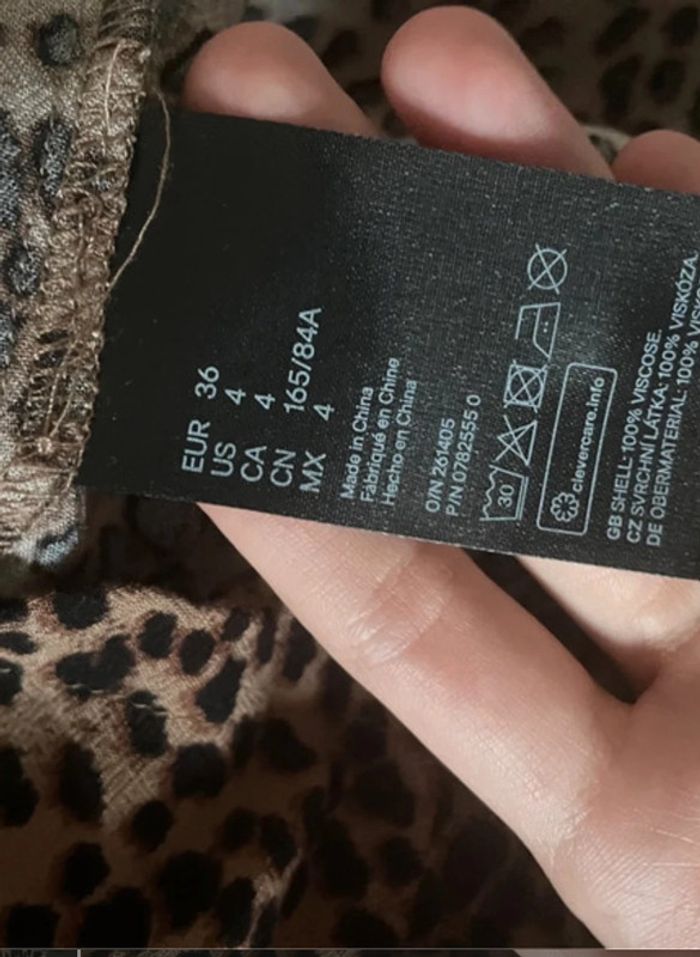 EUR 36
US 4
CA 4
CN 165/84A
MX 4
Made in China
Fabriqué en Chine
Hecho en China
O/N 261405
P/N 0782555 0
30
clevercare.info
GB SHELL: 100% VISCOSE.
CZ SVRCHNÍ LÁTKA: 100% VISKÓZA.
DE OBERMATERIAL: 100%